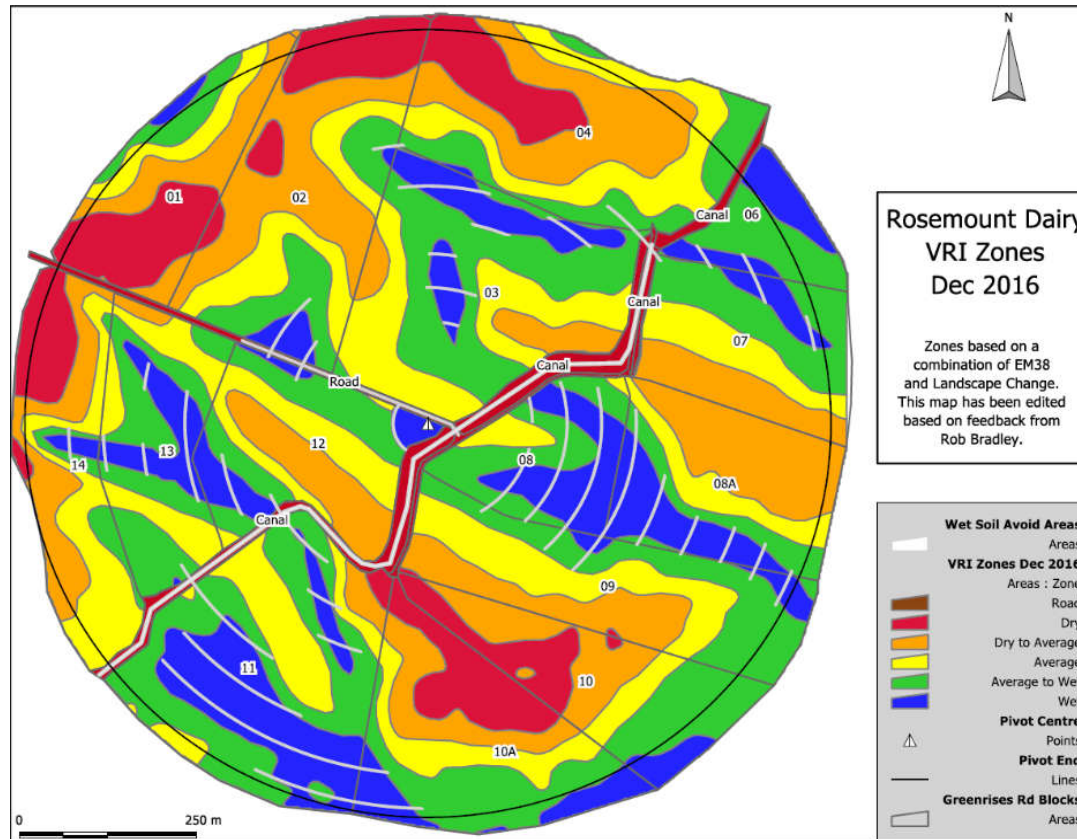 N
04
01
02
Canal 06
03
Canal
07
Canal
Road
12
08
13
14
08A
Canal
09
11
10
10A
0 250 m
Rosemount Dairy
VRI Zones
Dec 2016
Zones based on a
combination of EM38
and Landscape Change.
This map has been edited
based on feedback from
Rob Bradley.
Wet Soil Avoid Areas
Areas
VRI Zones Dec 2016
Areas : Zone
Road
Dry
Dry to Average
Average
Average to We
We
Pivot Centre
Points
Pivot End
Lines
Greenrises Rd Blocks
Areas